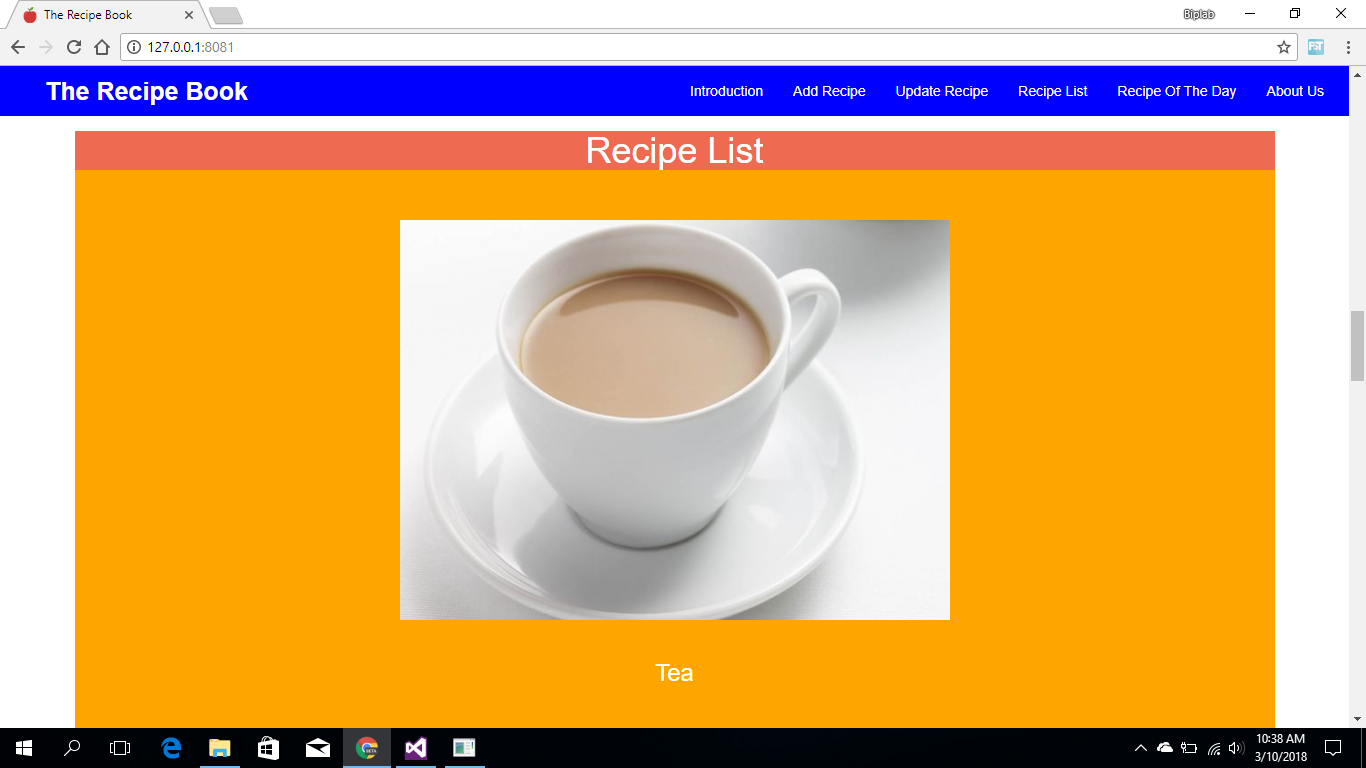 The Recipe Book
Biplab
127.0.0.1:8081
The Recipe Book
Introduction
Add Recipe
Update Recipe
Recipe List
Recipe Of The Day
About Us
Recipe List
Tea
BETA
10:38 AM
3/10/2018